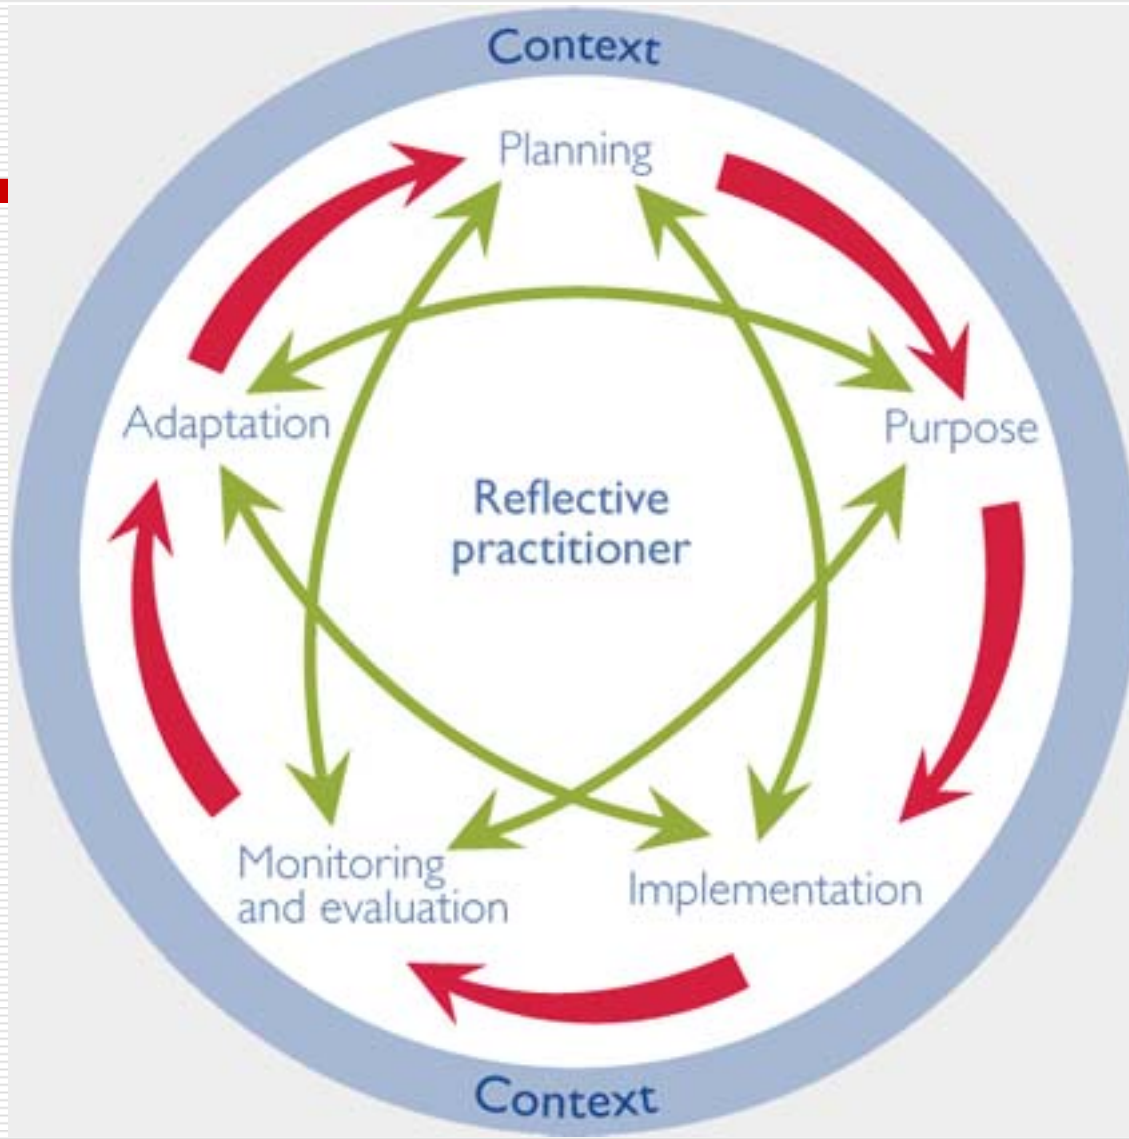 Context
Planning
Adaptation
Purpose
Reflective
practitioner
Monitoring
and evaluation
Implementation
Context